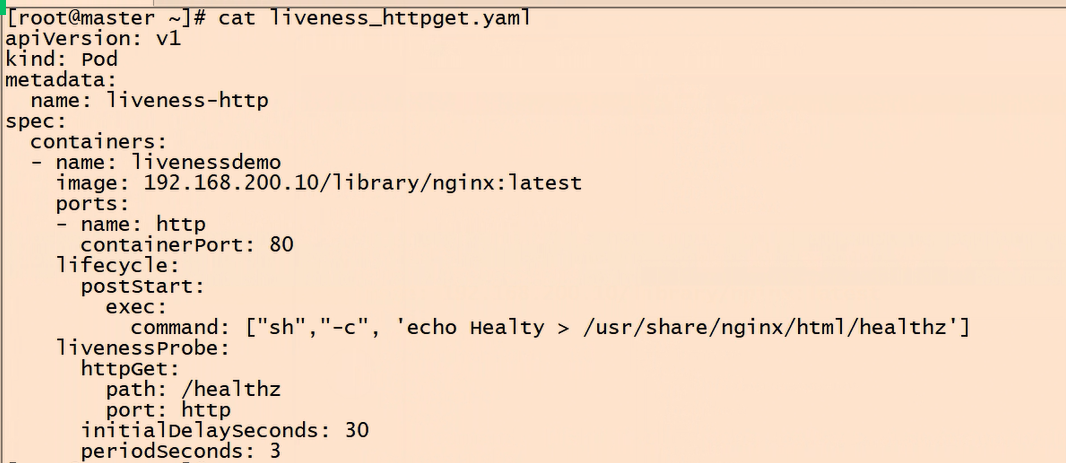 [root@master ~]# cat liveness_httpget.yaml
apiVersion: v1
kind: Pod
metadata:
  name: liveness-http
spec:
  containers:
  - name: livenessdemo
    image: 192.168.200.10/library/nginx:latest
    ports:
    - name: http
      containerPort: 80
    lifecycle:
      postStart:
        exec:
          command: ["sh","-c", 'echo Healty > /usr/share/nginx/html/healthz']
    livenessProbe:
      httpGet:
        path: /healthz
        port: http
      initialDelaySeconds: 30
      periodSeconds: 3